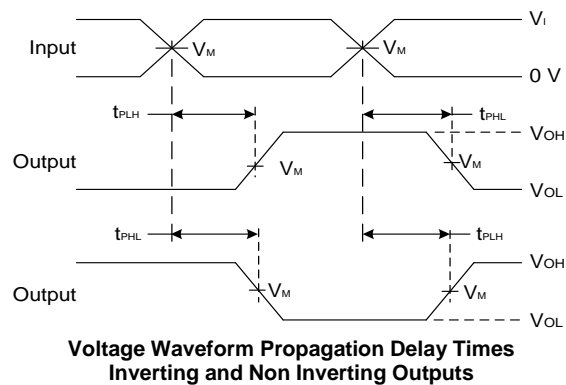 VI
Input
VM
VM
0 V
tPLH
tPHL
VOH
Output
VM
VM
VOL
tPHL
tPLH
VOH
Output
VM
VM
VOL
Voltage Waveform Propagation Delay Times
Inverting and Non Inverting Outputs